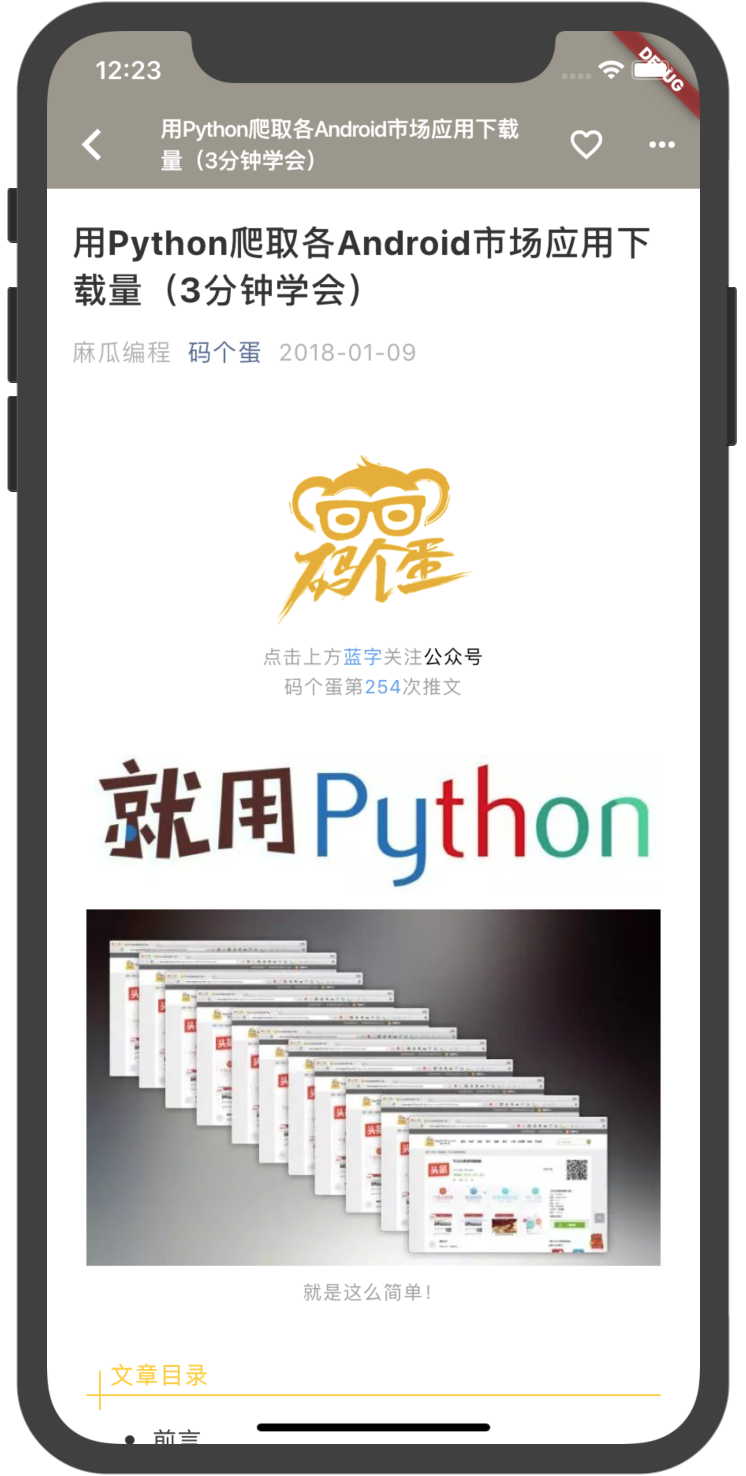 12:23
DEBUG
用Python爬取各Android市场应用下载
量（3分钟学会）
用Python爬取各Android市场应用下
载量（3分钟学会）
麻瓜编程 码个蛋 2018-01-09
码个蛋
点击上方蓝字关注公众号
码个蛋第254次推文
就用Python
头条
就是这么简单！
文章目录
前言